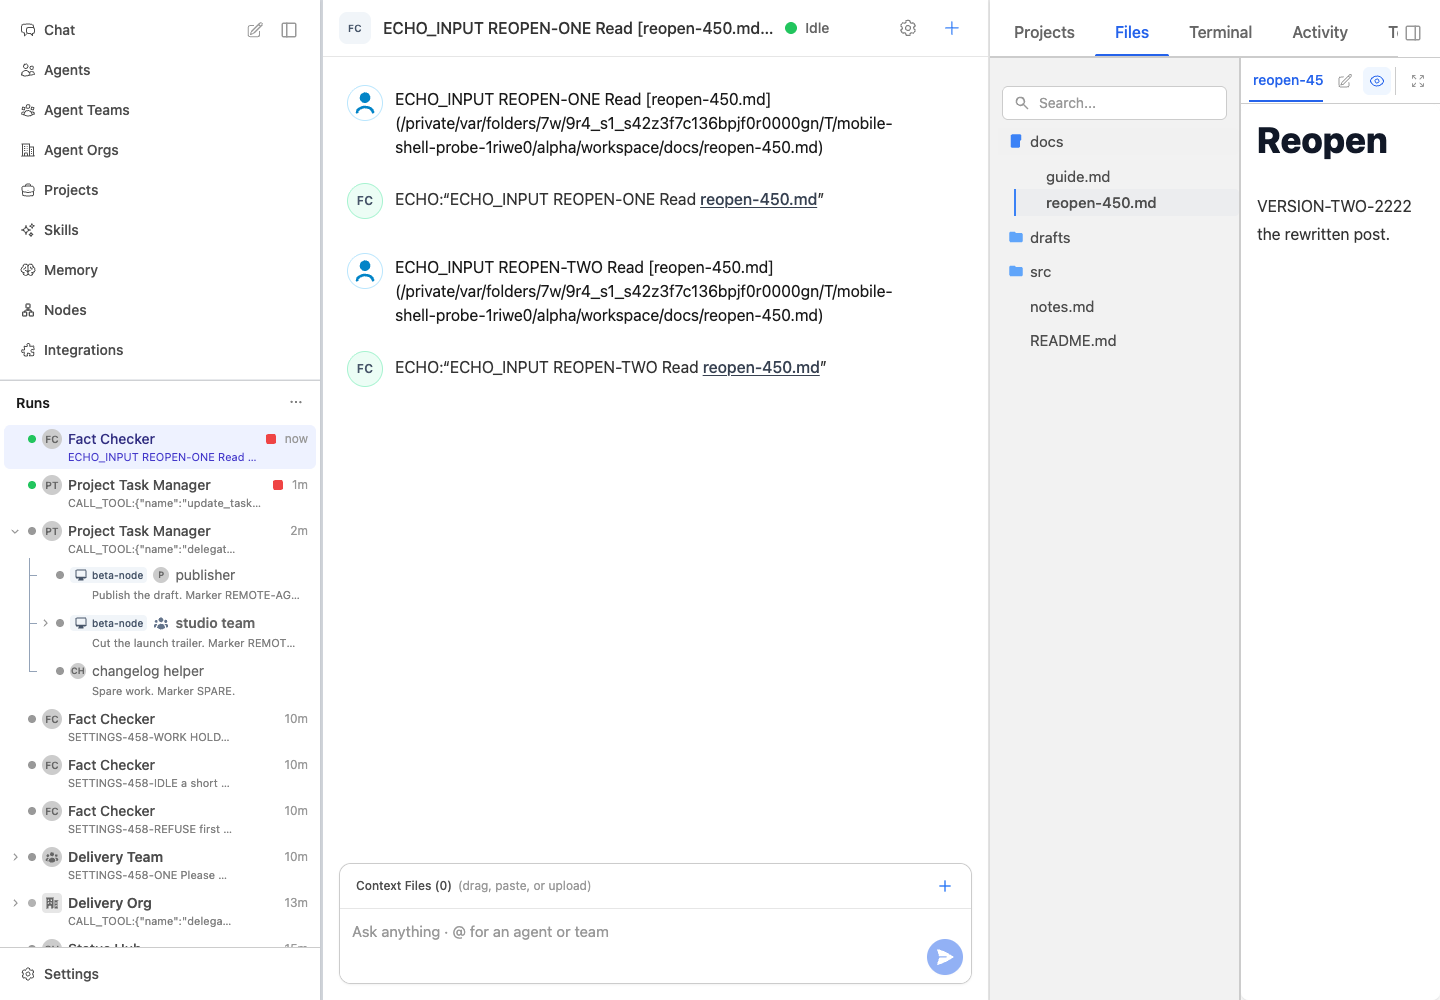 Chat
Agents
Agent Teams
Agent Orgs
Projects
Skills
Memory
Nodes
Integrations
Runs
FC Fact Checker now
ECHO_INPUT REOPEN-ONE Read ...
PT Project Task Manager 1m
CALL_TOOL:{"name":"update_task...
PT Project Task Manager 2m
CALL_TOOL:{"name":"delegat...
beta-node P publisher
Publish the draft. Marker REMOTE-AG...
beta-node studio team
Cut the launch trailer. Marker REMOT...
CH changelog helper
Spare work. Marker SPARE.
FC Fact Checker 10m
SETTINGS-458-WORK HOLD...
FC Fact Checker 10m
SETTINGS-458-IDLE a short ...
FC Fact Checker 10m
SETTINGS-458-REFUSE first ...
Delivery Team 10m
SETTINGS-458-ONE Please ...
Delivery Org 13m
CALL_TOOL:{"name":"delega...
Settings
FC ECHO_INPUT REOPEN-ONE Read [reopen-450.md... Idle
ECHO_INPUT REOPEN-ONE Read [reopen-450.md]
(/private/var/folders/7w/9r4_s1_s42z3f7c136bpjf0r0000gn/T/mobile-
shell-probe-1riwe0/alpha/workspace/docs/reopen-450.md)
FC ECHO:“ECHO_INPUT REOPEN-ONE Read reopen-450.md”
ECHO_INPUT REOPEN-TWO Read [reopen-450.md]
(/private/var/folders/7w/9r4_s1_s42z3f7c136bpjf0r0000gn/T/mobile-
shell-probe-1riwe0/alpha/workspace/docs/reopen-450.md)
FC ECHO:“ECHO_INPUT REOPEN-TWO Read reopen-450.md”
Context Files (0) (drag, paste, or upload)
Ask anything · @ for an agent or team
Projects Files Terminal Activity
Search...
docs
guide.md
reopen-450.md
drafts
src
notes.md
README.md
reopen-45
Reopen
VERSION-TWO-2222
the rewritten post.